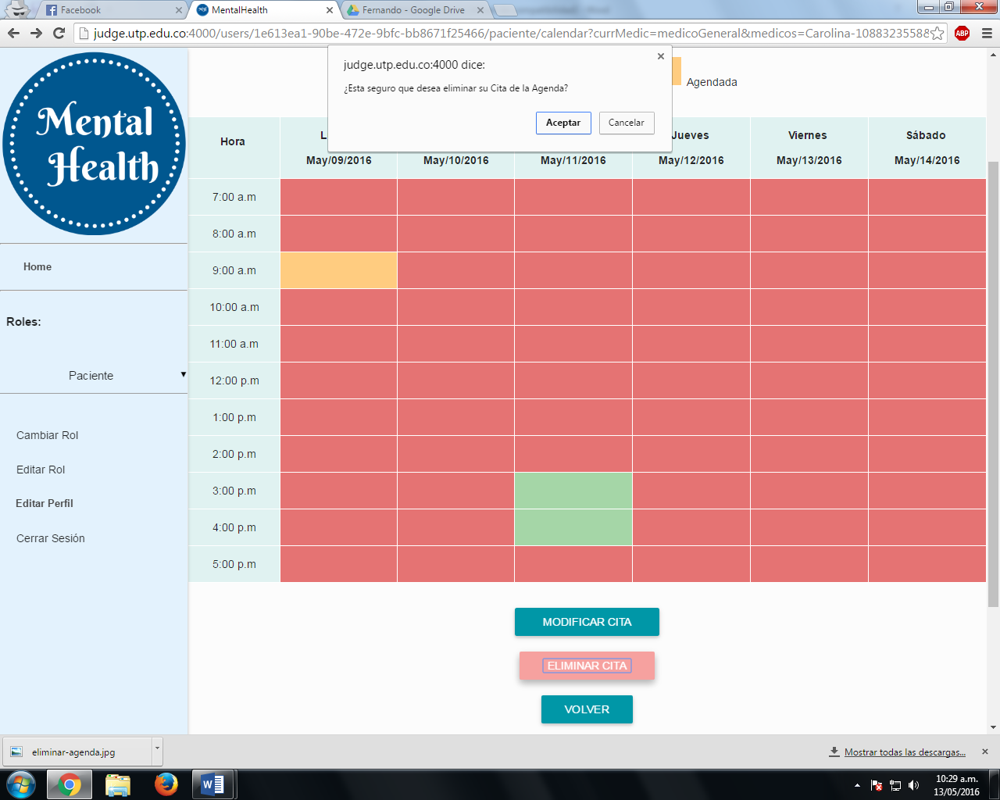 Facebook
MentalHealth
Fernando - Google Drive
judge.utp.edu.co:4000/users/1e613ea1-90be-472e-9bfc-bb8671f25466/paciente/calendar?currMedic=medicoGeneral&medicos=Carolina-10883235588
ABP
Mental
Health
Home
Roles:
Paciente
Cambiar Rol
Editar Rol
Editar Perfil
Cerrar Sesión
judge.utp.edu.co:4000 dice:
¿Esta seguro que desea eliminar su Cita de la Agenda?
Aceptar
Cancelar
Agendada
Hora
L
Jueves
Viernes
Sábado
May/09/2016
May/10/2016
May/11/2016
May/12/2016
May/13/2016
May/14/2016
7:00 a.m
8:00 a.m
9:00 a.m
10:00 a.m
11:00 a.m
12:00 p.m
1:00 p.m
2:00 p.m
3:00 p.m
4:00 p.m
5:00 p.m
MODIFICAR CITA
ELIMINAR CITA
VOLVER
eliminar-agenda.jpg
Mostrar todas las descargas...
10:29 a.m.
13/05/2016